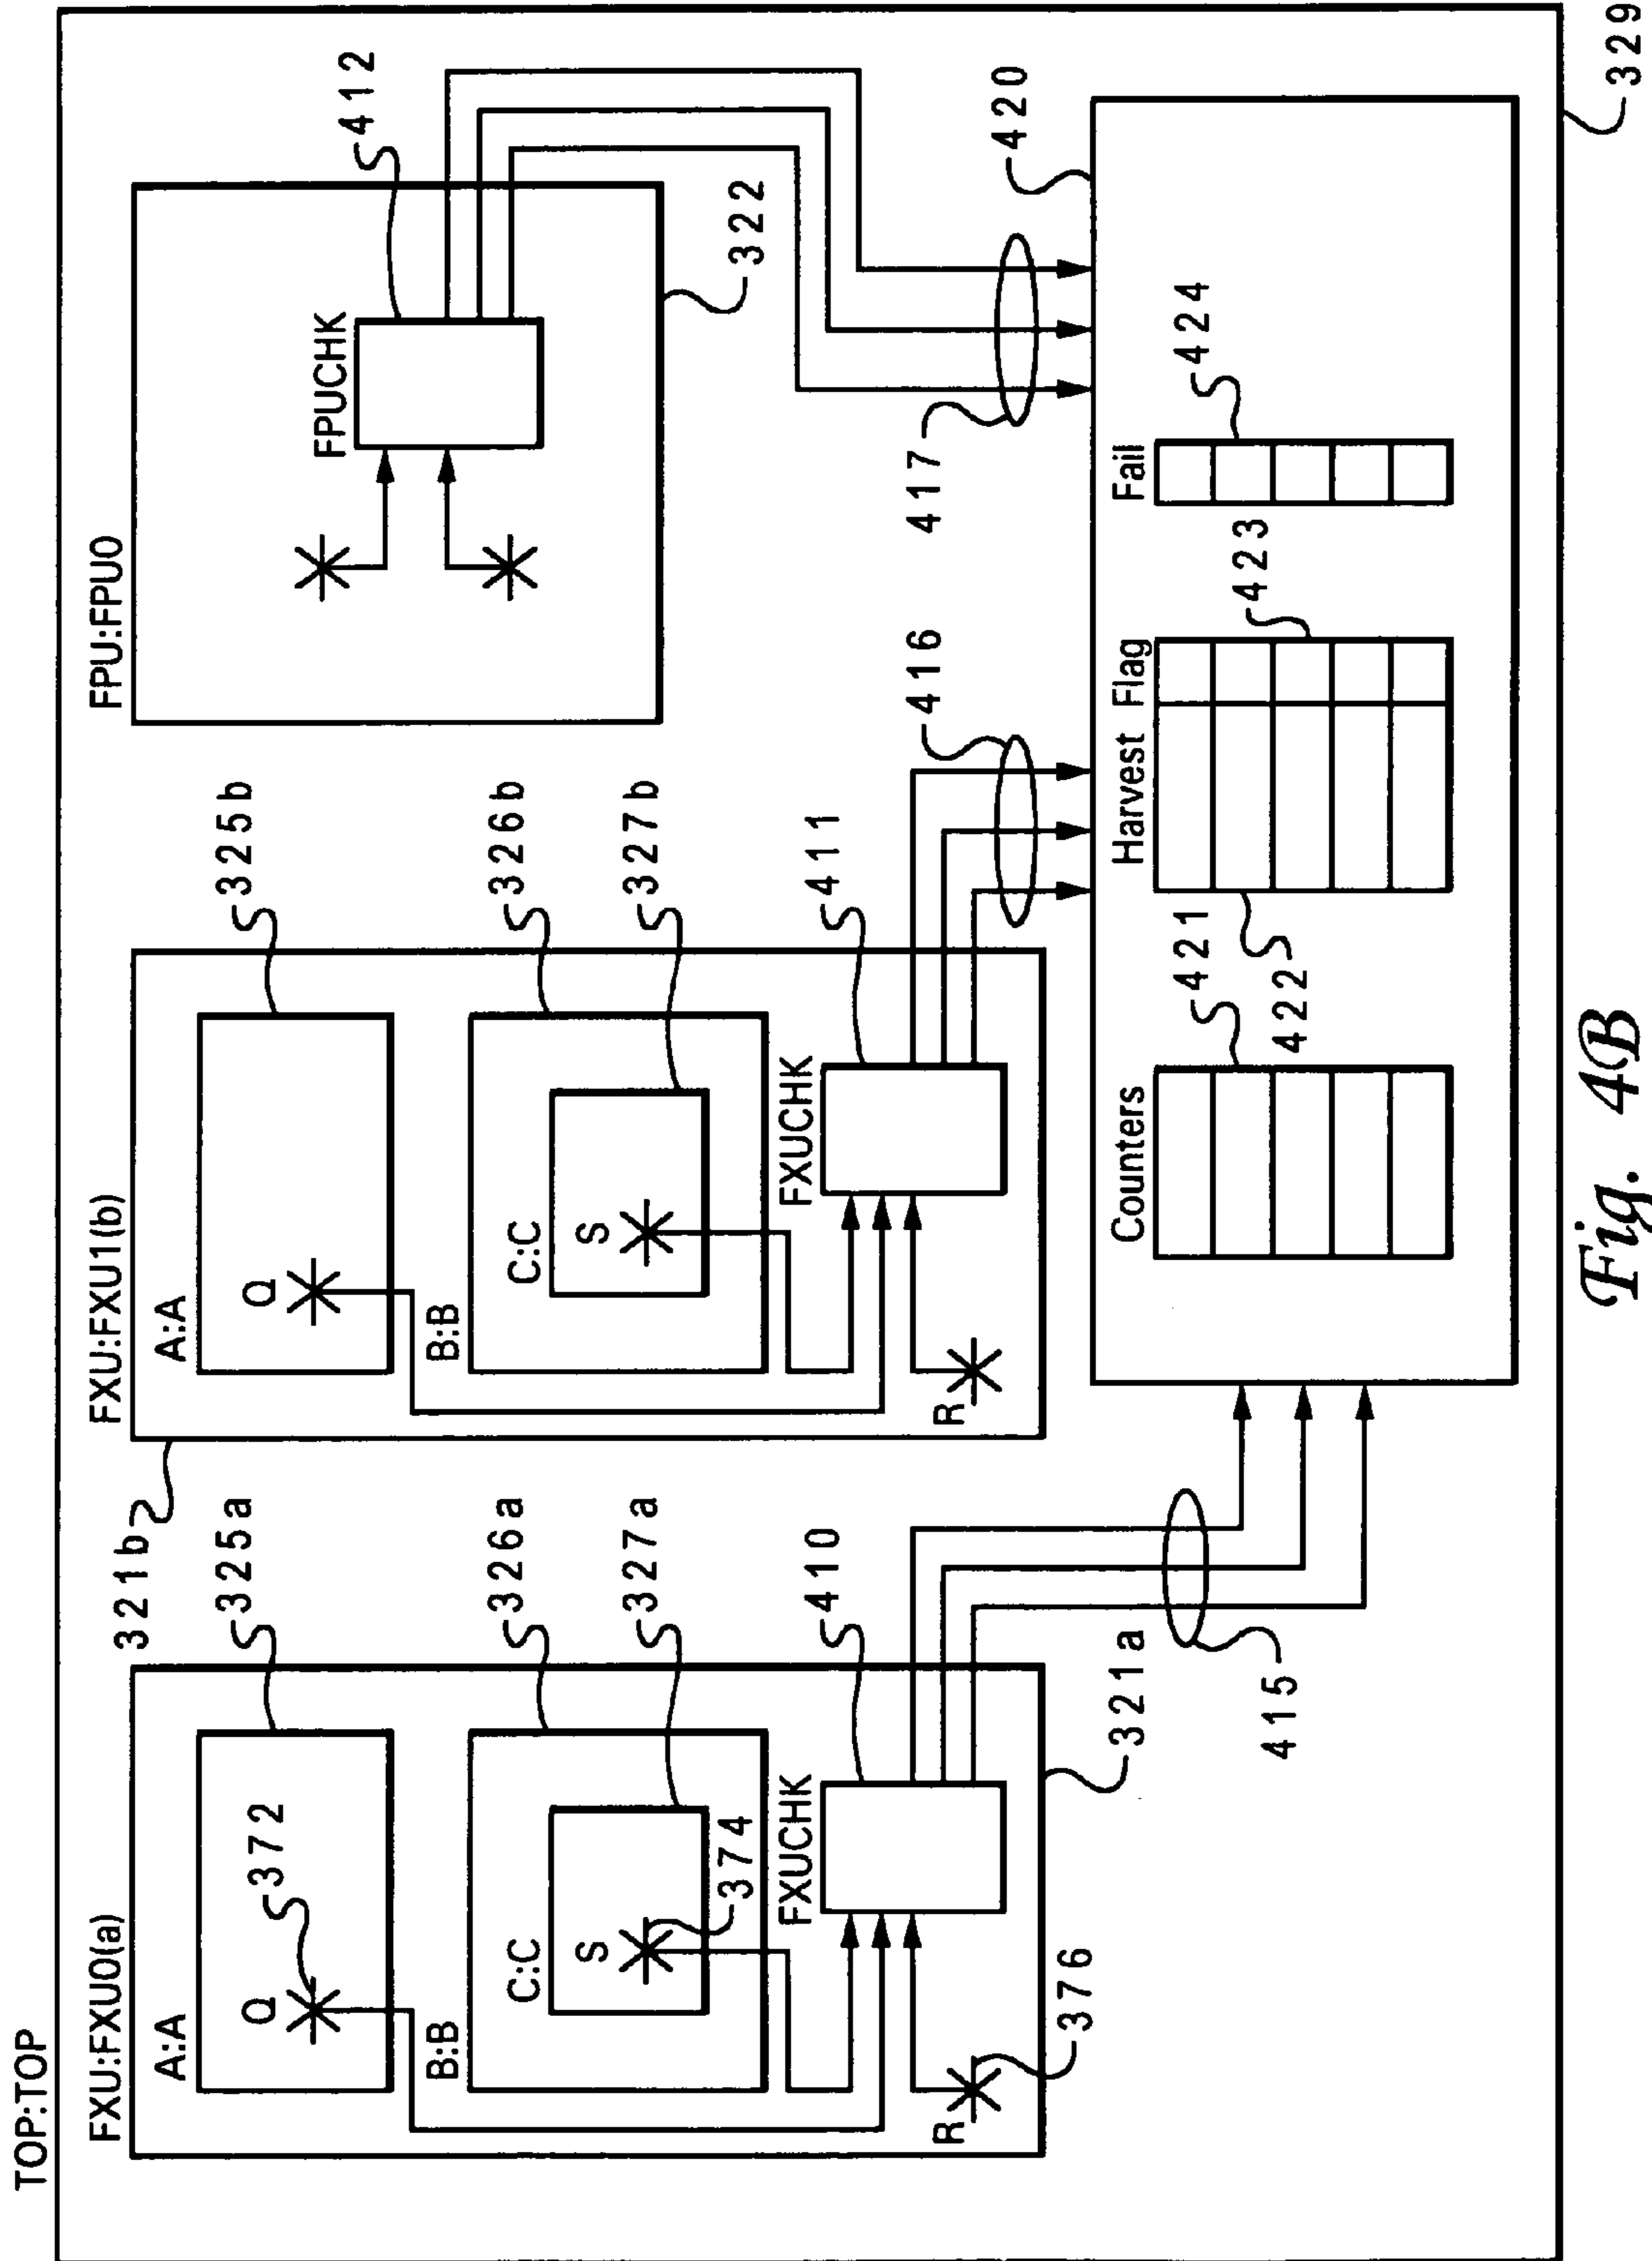 TOP:TOP
FXU:FXU0(a)
A:A
Q
372
325a
B:B
C:C
S
374
326a
327a
FXUCHK
410
R
376
321a
415
321b
FXU:FXU1(b)
A:A
Q
325b
B:B
C:C
S
326b
327b
FXUCHK
411
R
416
FPU:FPU0
FPUCHK
412
322
417
420
Counters
421
422
Harvest Flag
423
Fail
424
329
Fig. 4B